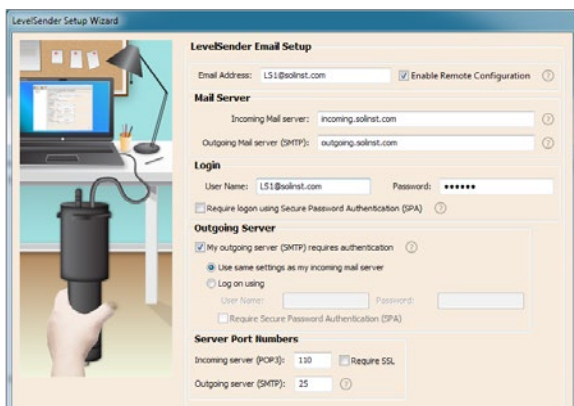 LevelSender Setup Wizard
LevelSender Email Setup
Email Address: LS1@solinst.com Enable Remote Configuration ?
Mail Server
Incoming Mail server: incoming.solinst.com ?
Outgoing Mail server (SMTP): outgoing.solinst.com ?
Login
User Name: LS1@solinst.com Password: ••••••
Require logon using Secure Password Authentication (SPA) ?
Outgoing Server
My outgoing server (SMTP) requires authentication ?
Use same settings as my incoming mail server
Log on using
User Name: Password:
Require Secure Password Authentication (SPA)
Server Port Numbers
Incoming server (POP3): 110 Require SSL
Outgoing server (SMTP): 25 ?